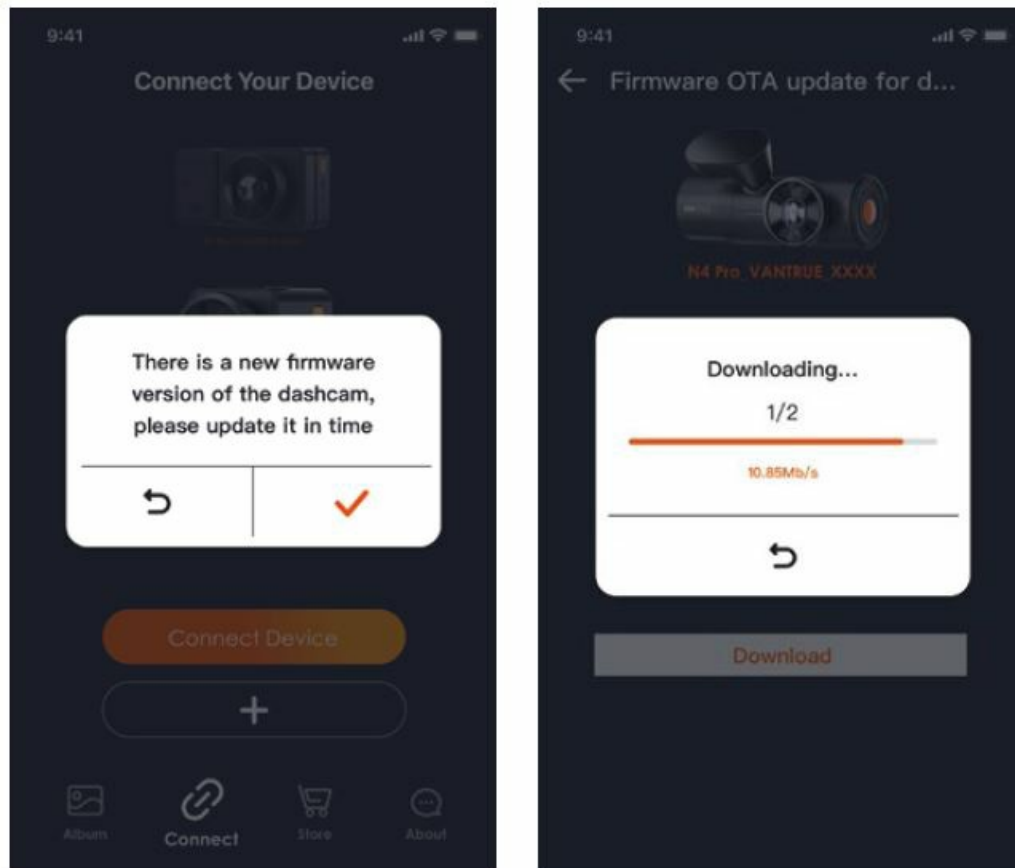 9:41
Connect Your Device
There is a new firmware
version of the dashcam,
please update it in time
Connect Device
Album
Connect
Store
About
9:41
Firmware OTA update for d...
N4 Pro_VANTRUE_XXXX
Downloading...
1/2
10.85Mb/s
Download